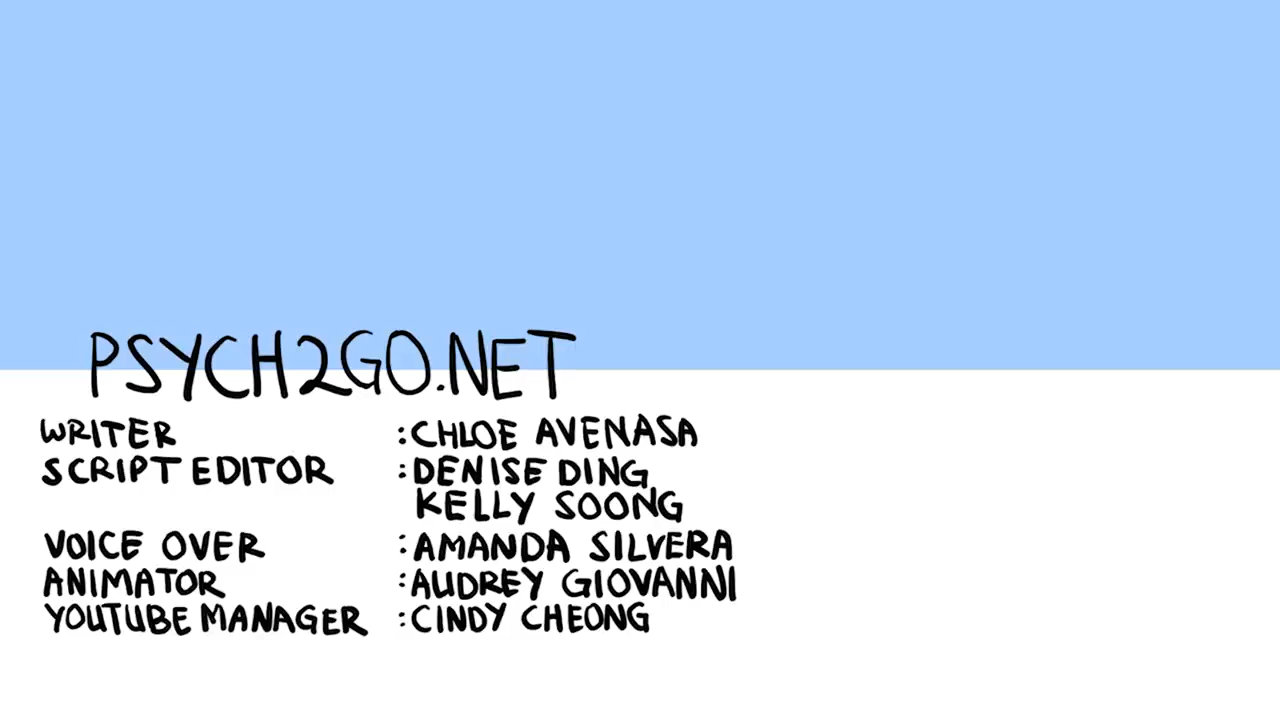 PSYCH2GO.NET
WRITER :CHLOE AVENASA
SCRIPT EDITOR :DENISE DING
KELLY SOONG
VOICE OVER :AMANDA SILVERA
ANIMATOR :AUDREY GIOVANNI
YOUTUBE MANAGER :CINDY CHEONG